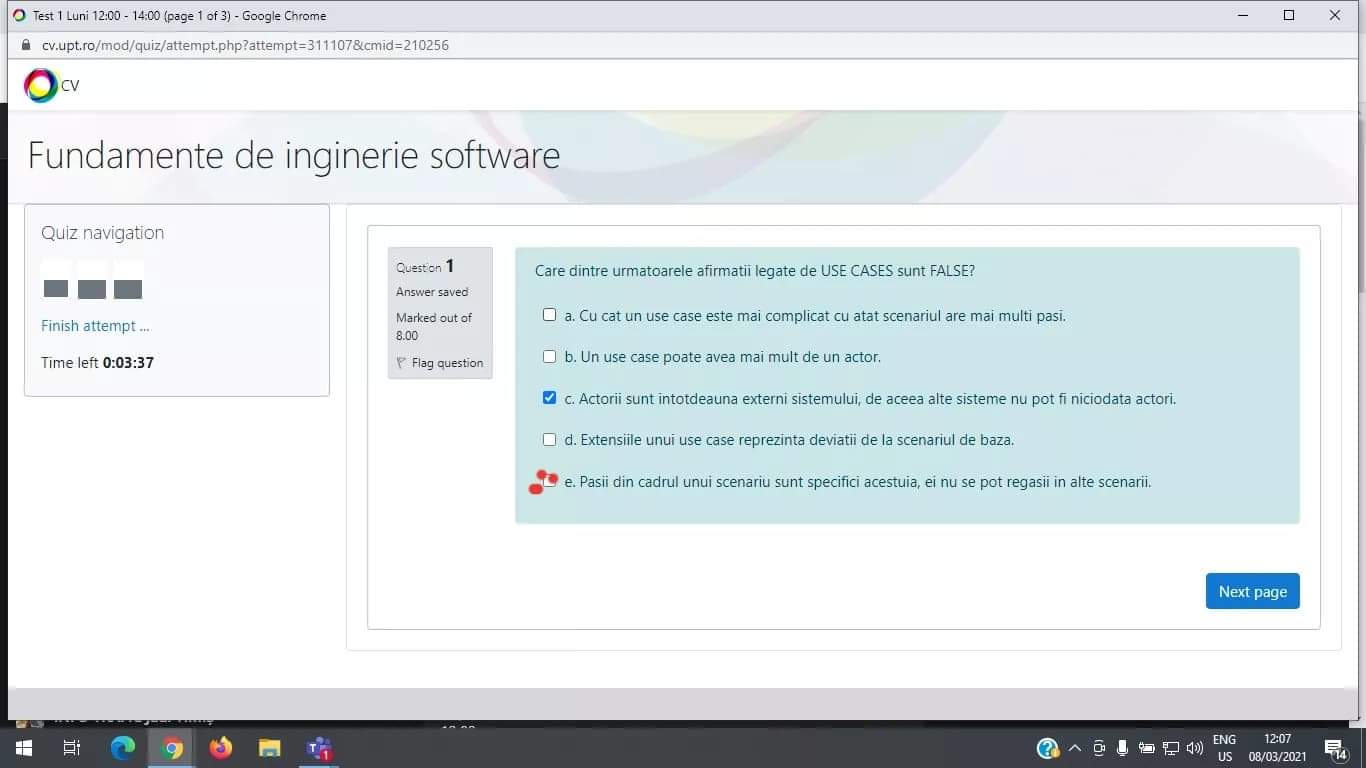 Test 1 Luni 12:00 - 14:00 (page 1 of 3) - Google Chrome
cv.upt.ro/mod/quiz/attempt.php?attempt=311107&cmid=210256
CV
Fundamente de inginerie software
Quiz navigation
Finish attempt ...
Time left 0:03:37
Question 1
Answer saved
Marked out of
8.00
Flag question
Care dintre urmatoarele afirmatii legate de USE CASES sunt FALSE?
a. Cu cat un use case este mai complicat cu atat scenariul are mai multi pasi.
b. Un use case poate avea mai mult de un actor.
c. Actorii sunt intotdeauna externi sistemului, de aceea alte sisteme nu pot fi niciodata actori.
d. Extensiile unui use case reprezinta deviatii de la scenariul de baza.
e. Pasii din cadrul unui scenariu sunt specifici acestuia, ei nu se pot regasii in alte scenarii.
Next page
ENG
US
12:07
08/03/2021
1
14